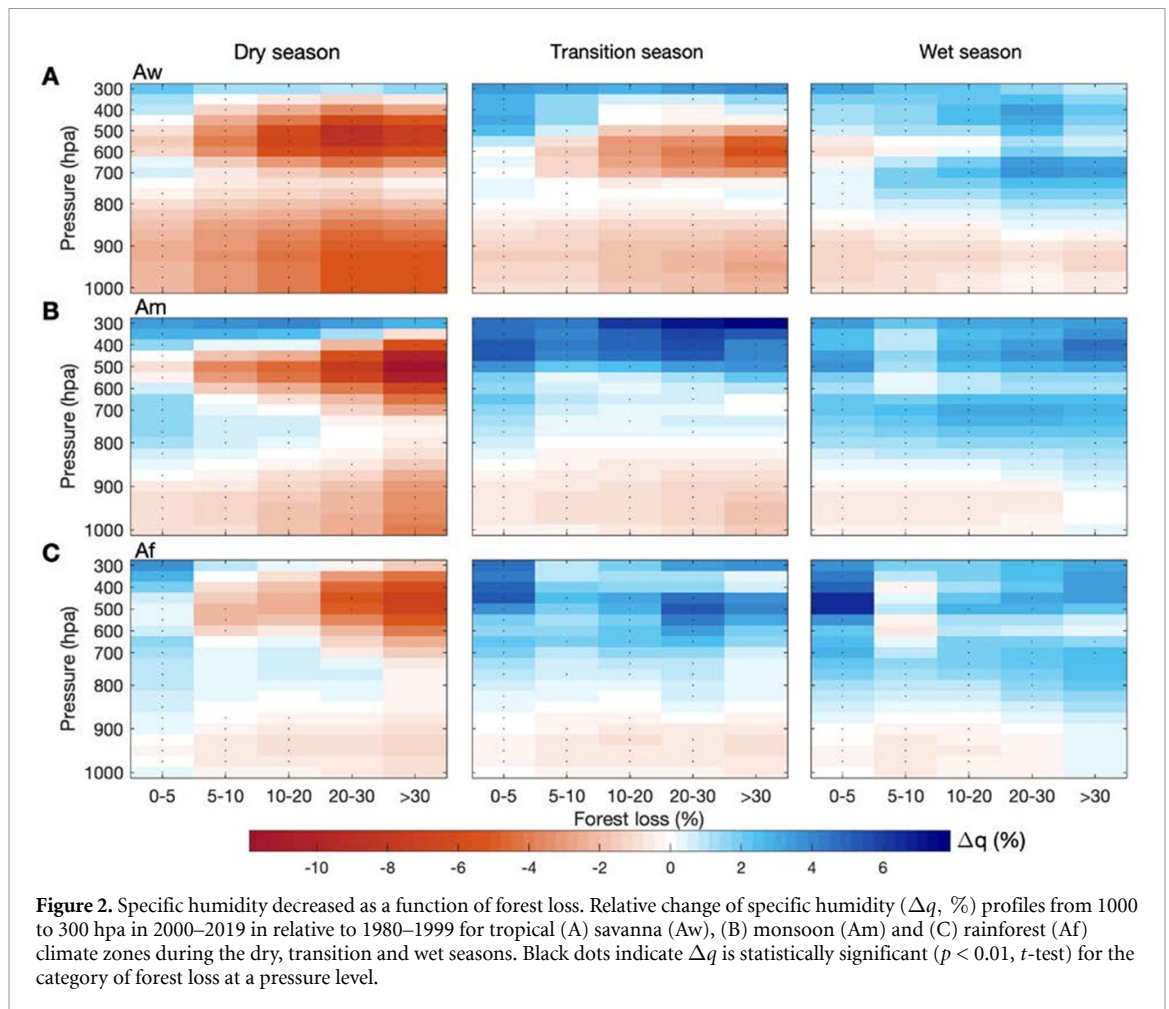 Dry season
Transition season
Wet season
A
Aw
300
400
500
600
700
800
900
1000
Pressure (hpa)
B
Am
300
400
500
600
700
800
900
1000
Pressure (hpa)
C
Af
300
400
500
600
700
800
900
1000
Pressure (hpa)
0-5 5-10 10-20 20-30 >30
0-5 5-10 10-20 20-30 >30
0-5 5-10 10-20 20-30 >30
Forest loss (%)
-10 -8 -6 -4 -2 0 2 4 6
Δq (%)
Figure 2. Specific humidity decreased as a function of forest loss. Relative change of specific humidity (Δq, %) profiles from 1000
to 300 hpa in 2000–2019 in relative to 1980–1999 for tropical (A) savanna (Aw), (B) monsoon (Am) and (C) rainforest (Af)
climate zones during the dry, transition and wet seasons. Black dots indicate Δq is statistically significant (p < 0.01, t-test) for the
category of forest loss at a pressure level.